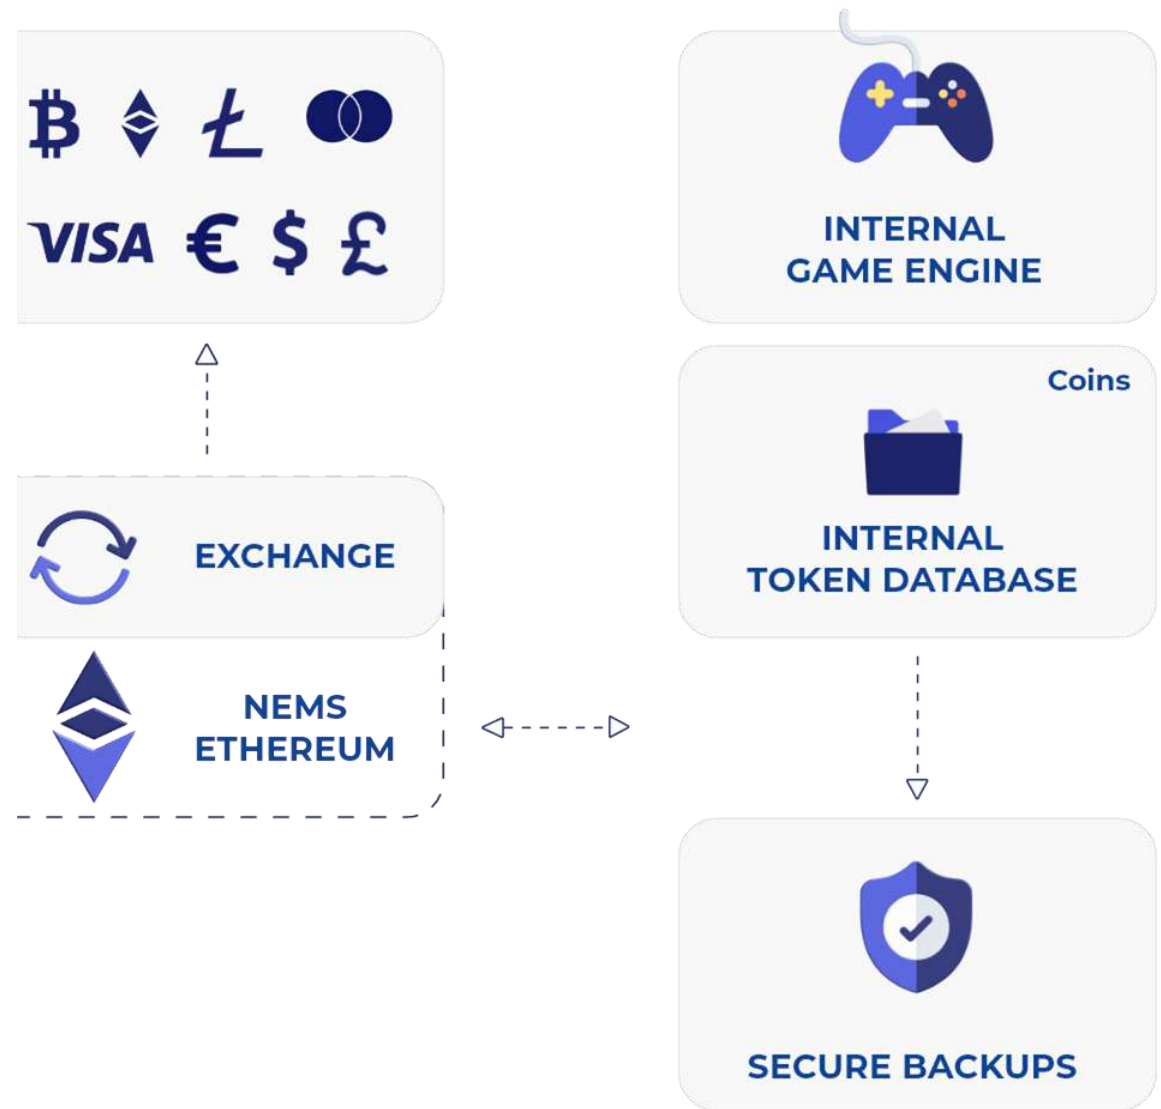 VISA € $ £
INTERNAL
GAME ENGINE
Coins
INTERNAL
TOKEN DATABASE
EXCHANGE
NEMS
ETHEREUM
SECURE BACKUPS